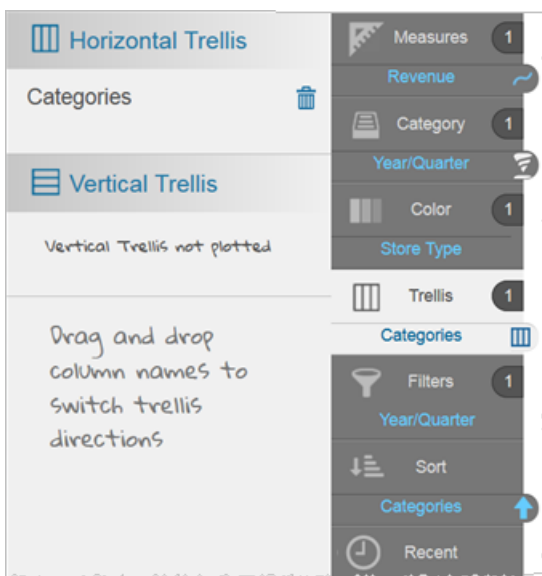 Horizontal Trellis
Categories
Vertical Trellis
Vertical Trellis not plotted
Drag and drop
column names to
switch trellis
directions
Measures 1
Revenue
Category 1
Year/Quarter
Color 1
Store Type
Trellis 1
Categories
Filters 1
Year/Quarter
Sort
Categories
Recent